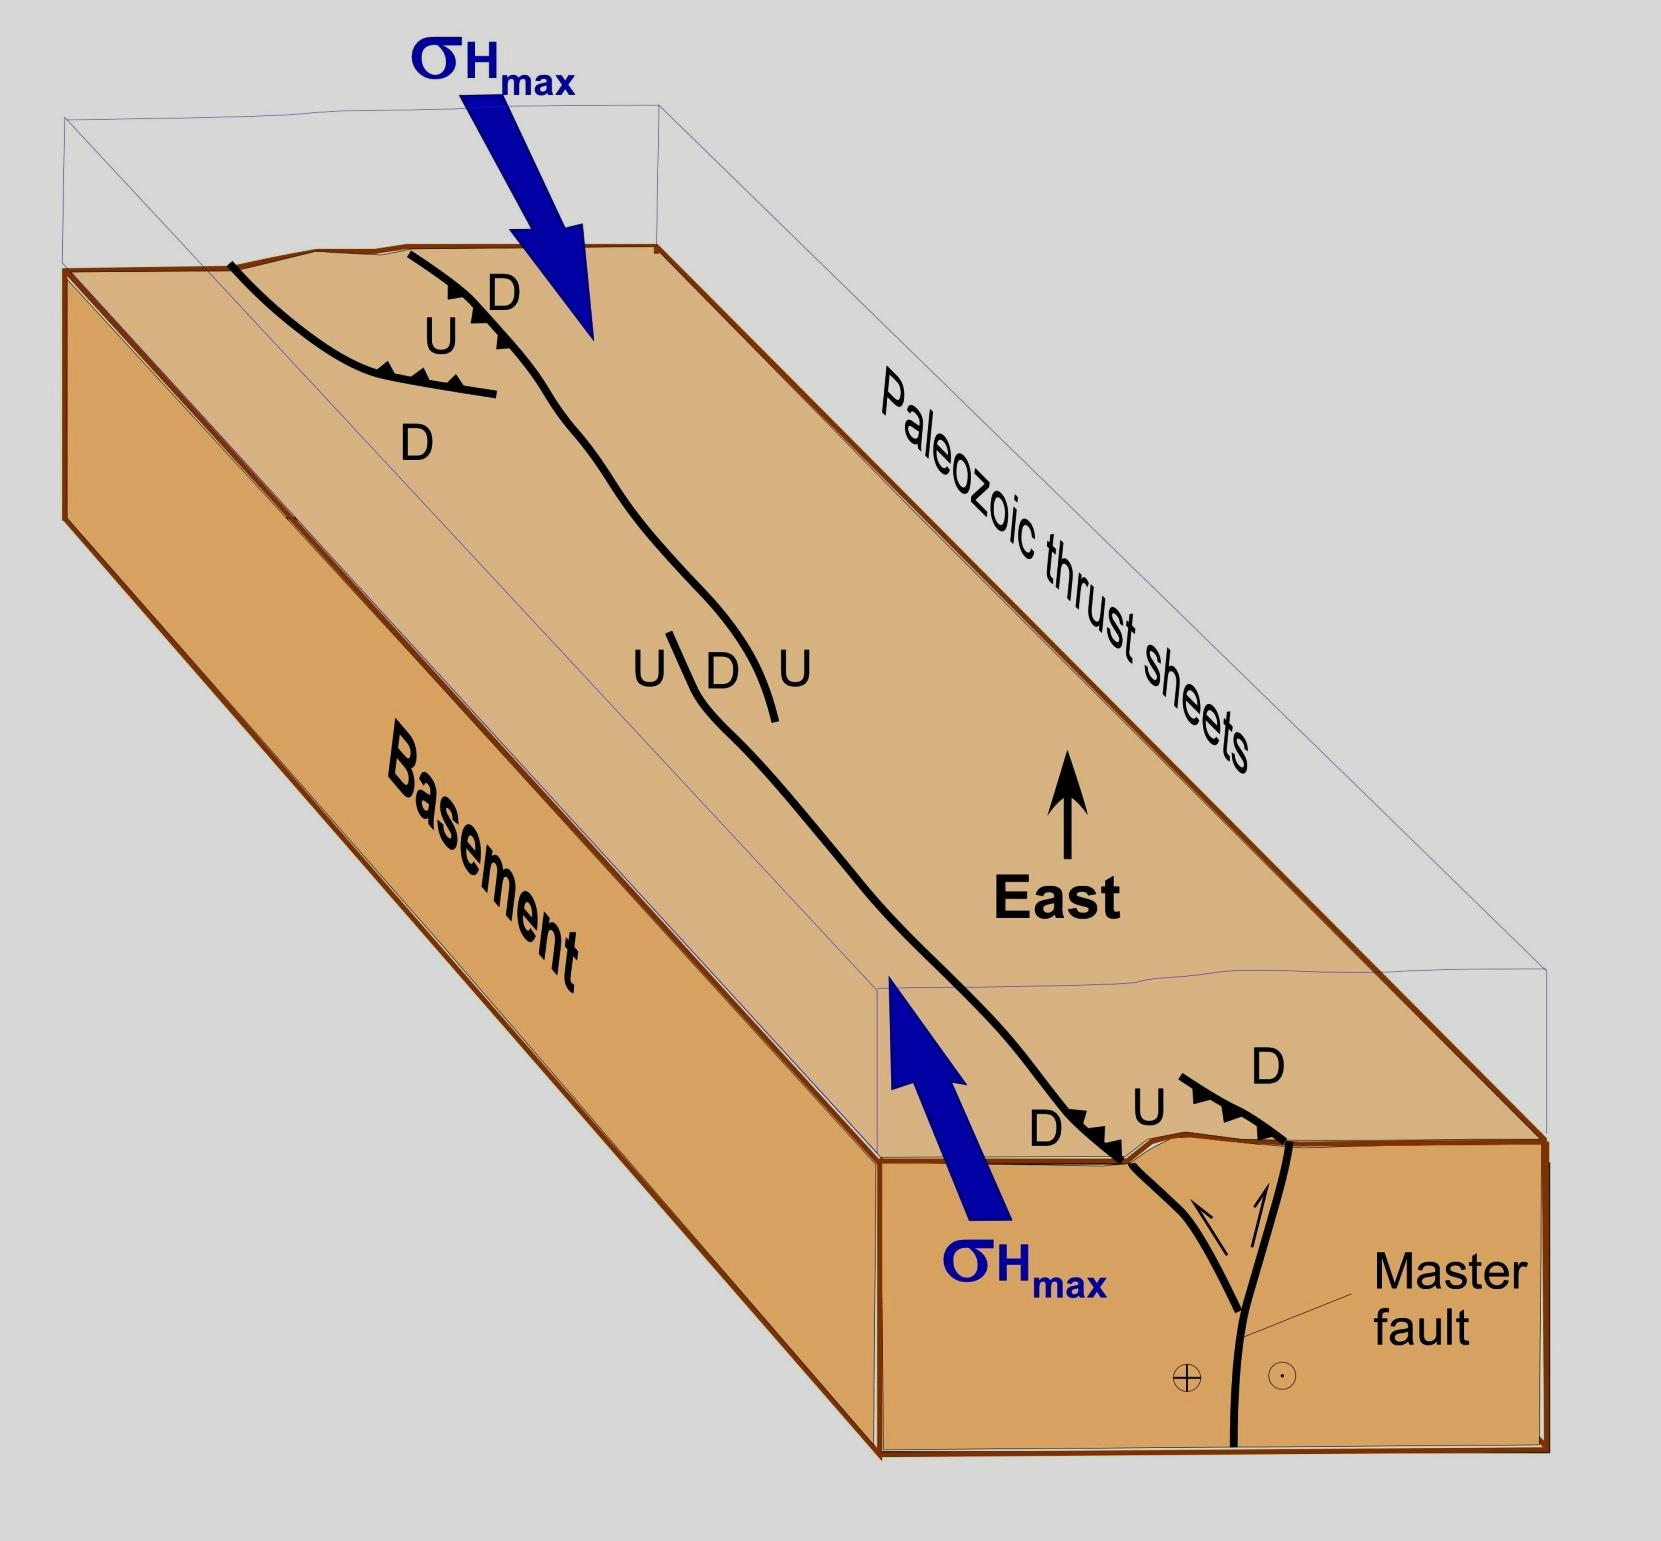 σHmax
D
U
D
Paleozoic thrust sheets
U D U
Basement
East
D
U
D
σHmax
Master
fault